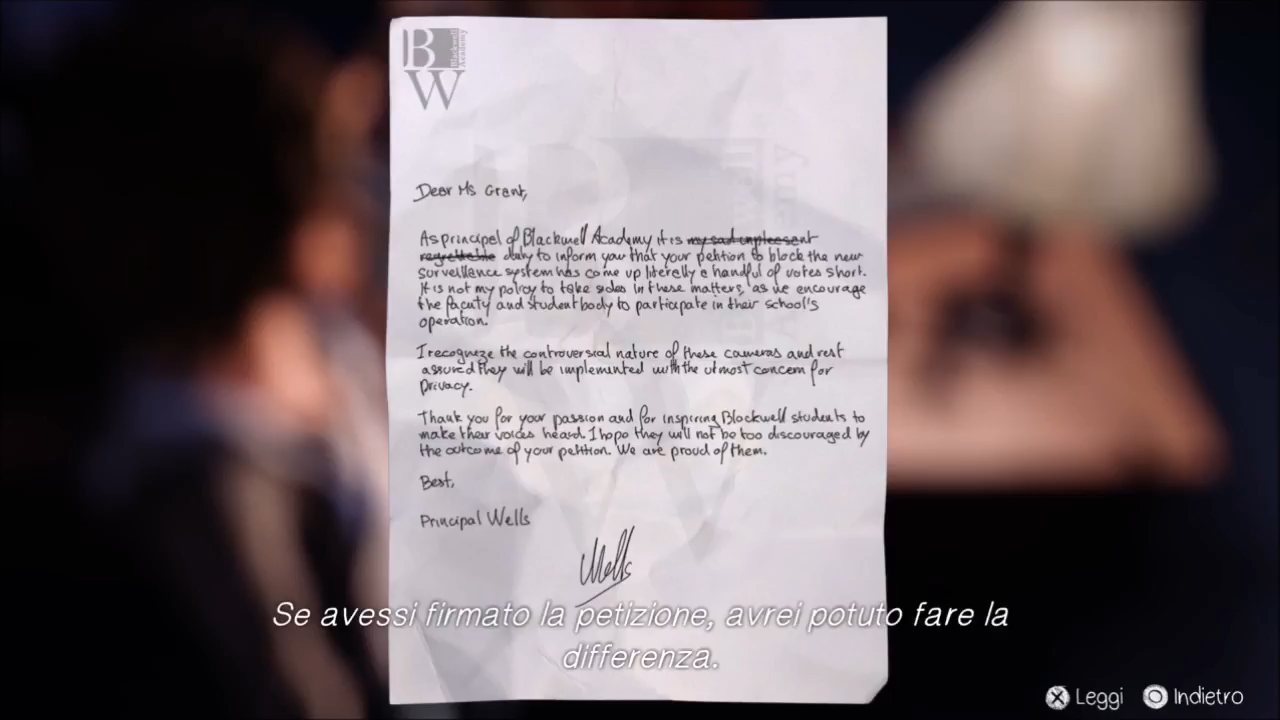 BW
Blackwell
Academy
Dear Ms Grant,
As principel of Blackwell Academy it is my sad unpleasent
regrettable duty to inform you that your petition to block the new
surveillance system has come up literally a handful of votes short.
It is not my policy to take sides in these matters, as we encourage
the facuty and student body to participate in their school's
operation.
I recogneze the controversial nature of these cameras and rest
assured they will be implemented with the utmost concern for
privacy.
Thank you for your passion and for inspiring Blackwell students to
make their voices heard. I hope they will not be too discouraged by
the outcome of your petition. We are proud of them.
Best,
Principal Wells
Wells
Se avessi firmato la petizione, avrei potuto fare la
differenza.
Leggi Indietro